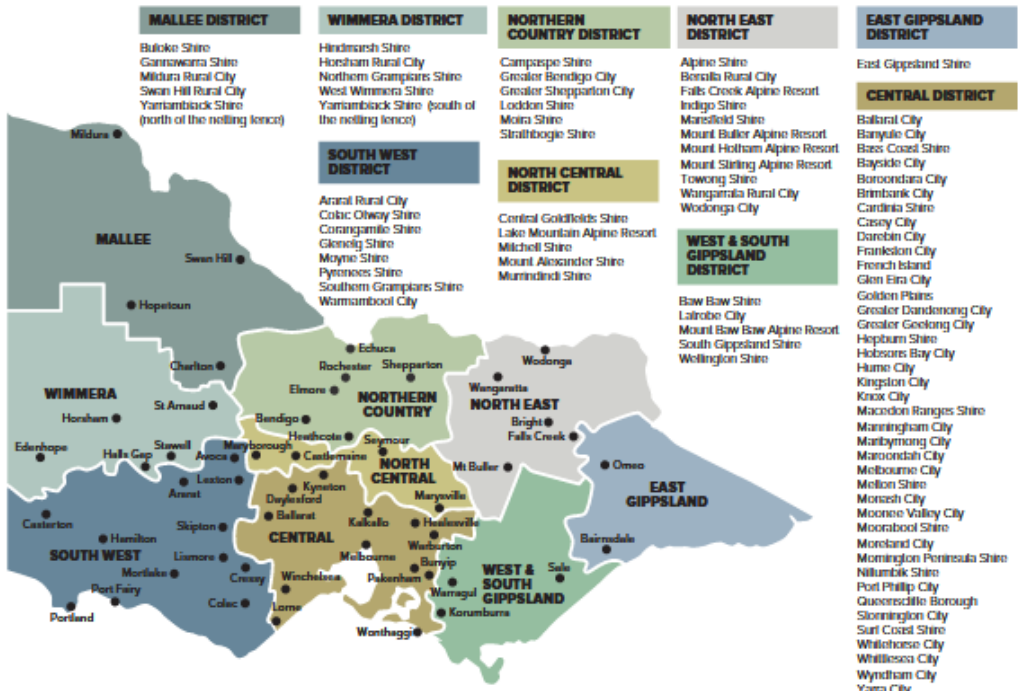 MALLEE DISTRICT
Buloke Shire
Gannawarra Shire
Mildura Rural City
Swan Hill Rural City
Yarriambiack Shire
(north of the netting fence)
WIMMERA DISTRICT
Hindmarsh Shire
Horsham Rural City
Northern Grampians Shire
West Wimmera Shire
Yarriambiack Shire (south of
the netting fence)
SOUTH WEST
DISTRICT
Ararat Rural City
Colac Otway Shire
Corangamite Shire
Glenelg Shire
Moyne Shire
Pyrenees Shire
Southern Grampians Shire
Warrnambool City
NORTHERN
COUNTRY DISTRICT
Campaspe Shire
Greater Bendigo City
Greater Shepparton City
Loddon Shire
Moira Shire
Strathbogie Shire
NORTH CENTRAL
DISTRICT
Central Goldfields Shire
Lake Mountain Alpine Resort
Mitchell Shire
Mount Alexander Shire
Murrindindi Shire
NORTH EAST
DISTRICT
Alpine Shire
Benalla Rural City
Falls Creek Alpine Resort
Indigo Shire
Mansfield Shire
Mount Buller Alpine Resort
Mount Hotham Alpine Resort
Mount Stirling Alpine Resort
Towong Shire
Wangaratta Rural City
Wodonga City
WEST & SOUTH
GIPPSLAND
DISTRICT
Baw Baw Shire
Latrobe City
Mount Baw Baw Alpine Resort
South Gippsland Shire
Wellington Shire
EAST GIPPSLAND
DISTRICT
East Gippsland Shire
CENTRAL DISTRICT
Ballarat City
Banyule City
Bass Coast Shire
Bayside City
Boroondara City
Brimbank City
Cardinia Shire
Casey City
Darebin City
Frankston City
French Island
Glen Eira City
Golden Plains
Greater Dandenong City
Greater Geelong City
Hepburn Shire
Hobsons Bay City
Hume City
Kingston City
Knox City
Macedon Ranges Shire
Manningham City
Maribyrnong City
Maroondah City
Melbourne City
Melton Shire
Monash City
Moonee Valley City
Moorabool Shire
Moreland City
Mornington Peninsula Shire
Nillumbik Shire
Port Phillip City
Queenscliffe Borough
Stonnington City
Surf Coast Shire
Whitehorse City
Whittlesea City
Wyndham City
Yarra City
Mildura
MALLEE
Swan Hill
Hopetoun
Charlton
WIMMERA
St Arnaud
Horsham
Edenhope
Halls Gap
Stawell
Echuca
Rochester
Shepparton
Elmore
NORTHERN
COUNTRY
Bendigo
Heathcote
Wodonga
Wangaratta
NORTH EAST
Bright
Falls Creek
Mt Buller
Maryborough
Avoca
Castlemaine
Seymour
NORTH
CENTRAL
Marysville
Omeo
EAST
GIPPSLAND
Bairnsdale
Ararat
Lexton
Casterton
Skipton
Hamilton
SOUTH WEST
Lismore
Mortlake
Cressy
Port Fairy
Portland
Colac
Kyneton
Daylesford
Ballarat
Kalkallo
Healesville
CENTRAL
Warburton
Melbourne
Bunyip
Pakenham
Winchelsea
Lorne
Warragul
Korumburra
Wonthaggi
WEST &
SOUTH
GIPPSLAND
Sale